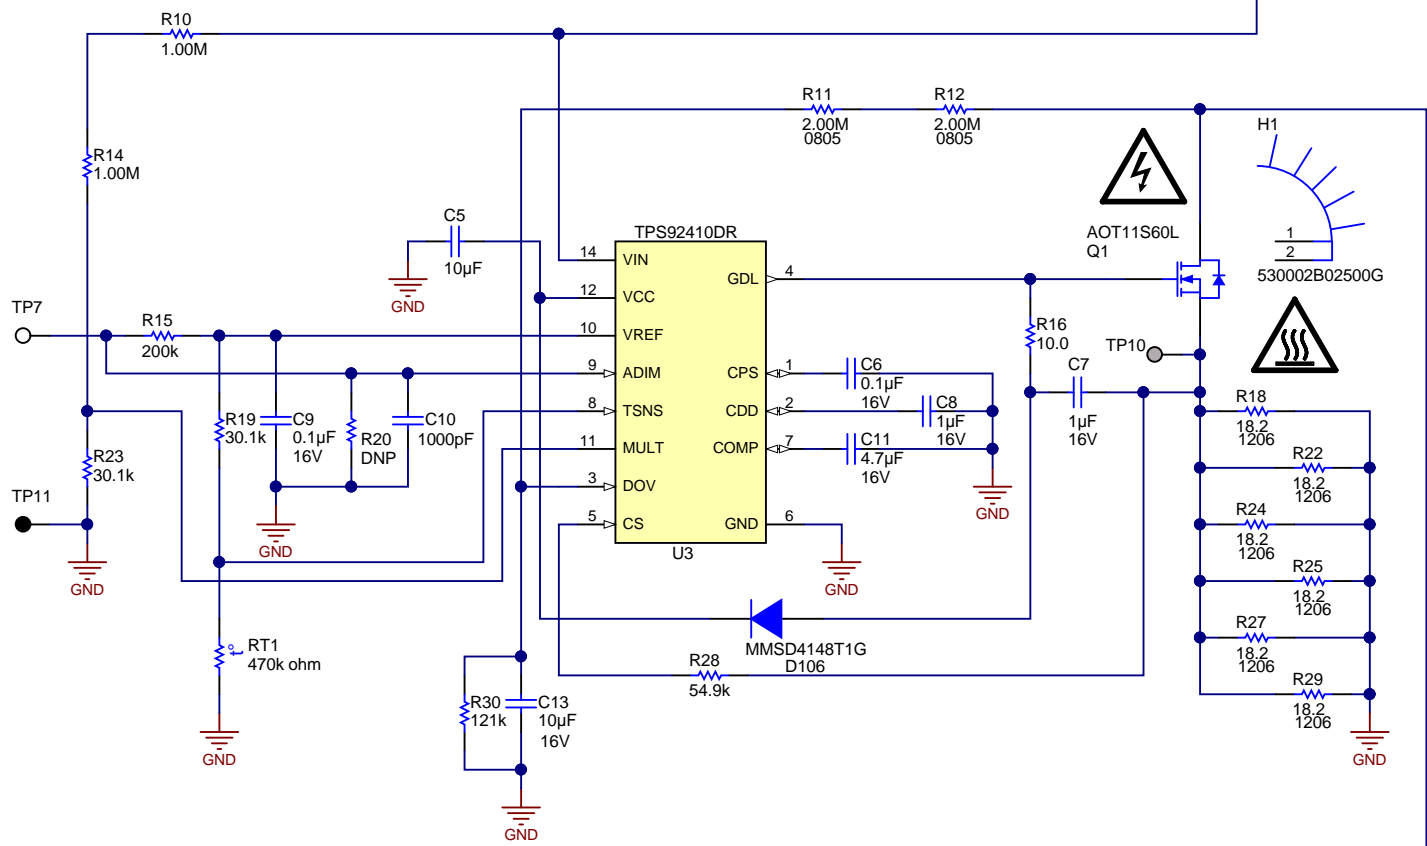 R10
1.00M
R11
2.00M
0805
R12
2.00M
0805
H1
1
2
530002B02500G
R14
1.00M
C5
10µF
GND
TPS92410DR
14
VIN
12
VCC
10
VREF
9
ADIM
8
TSNS
11
MULT
3
DOV
5
CS
GDL
4
CPS
1
CDD
2
COMP
7
GND
6
U3
AOT11S60L
Q1
TP7
R15
200k
R16
10.0
TP10
C6
0.1µF
16V
C7
1µF
16V
C8
1µF
16V
C11
4.7µF
16V
GND
R19
30.1k
C9
0.1µF
16V
R20
DNP
C10
1000pF
R23
30.1k
TP11
GND
GND
GND
R18
18.2
1206
R22
18.2
1206
R24
18.2
1206
R25
18.2
1206
R27
18.2
1206
R29
18.2
1206
GND
MMSD4148T1G
D106
R28
54.9k
t°
RT1
470k ohm
GND
R30
121k
C13
10µF
16V
GND